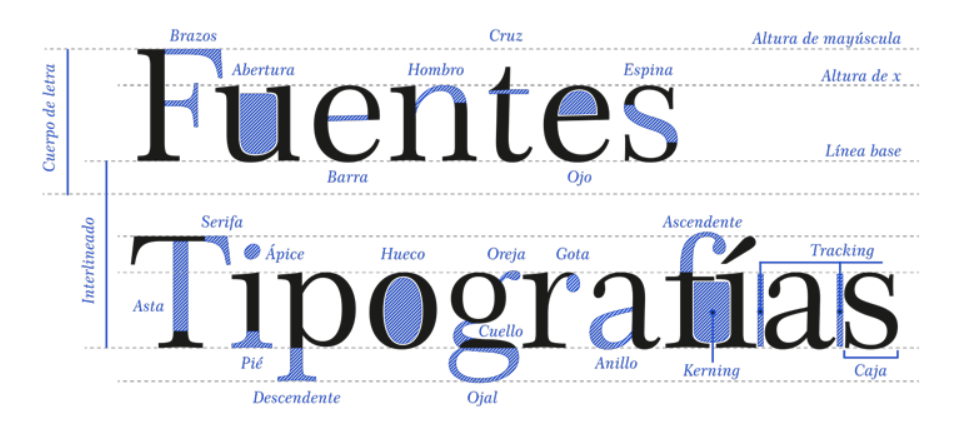 Brazos
Cruz
Altura de mayúscula
Abertura
Hombro
Espina
Altura de x
Cuerpo de letra
Fuentes
Línea base
Barra
Ojo
Serifa
Ascendente
Ápice
Hueco
Oreja
Gota
Tracking
Interlineado
Asta
Tipografías
Cuello
Pié
Anillo
Kerning
Caja
Descendente
Ojal